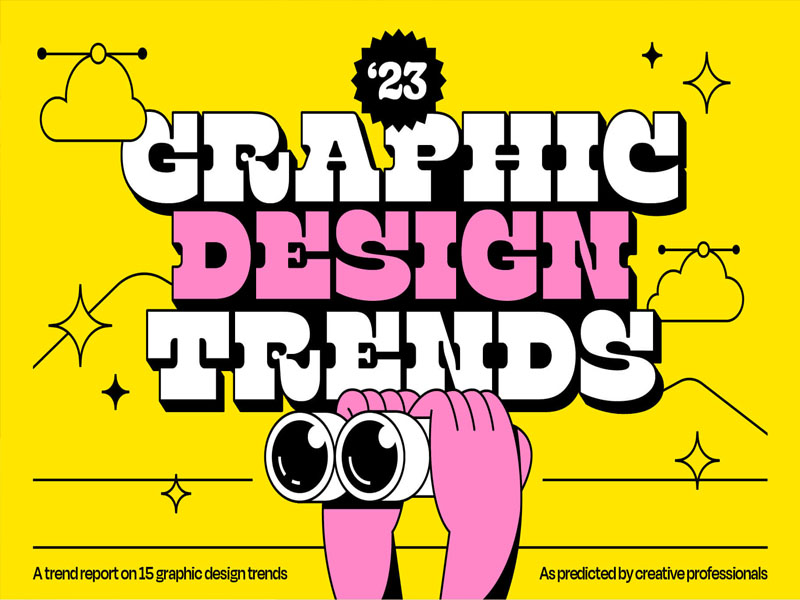 ‘23
GRAPHIC
DESIGN
TRENDS
A trend report on 15 graphic design trends
As predicted by creative professionals